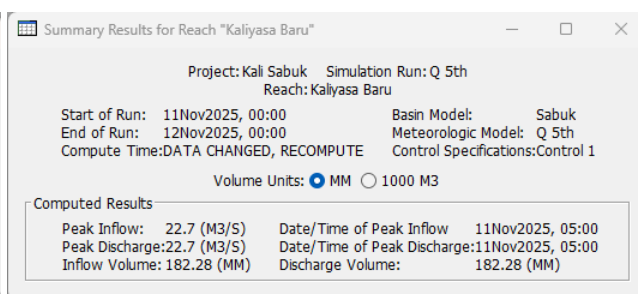 Summary Results for Reach "Kaliyasa Baru"
Project: Kali Sabuk Simulation Run: Q 5th
Reach: Kaliyasa Baru
Start of Run: 11Nov2025, 00:00 Basin Model: Sabuk
End of Run: 12Nov2025, 00:00 Meteorologic Model: Q 5th
Compute Time:DATA CHANGED, RECOMPUTE Control Specifications:Control 1
Volume Units: MM 1000 M3
Computed Results
Peak Inflow: 22.7 (M3/S) Date/Time of Peak Inflow 11Nov2025, 05:00
Peak Discharge:22.7 (M3/S) Date/Time of Peak Discharge:11Nov2025, 05:00
Inflow Volume: 182.28 (MM) Discharge Volume: 182.28 (MM)